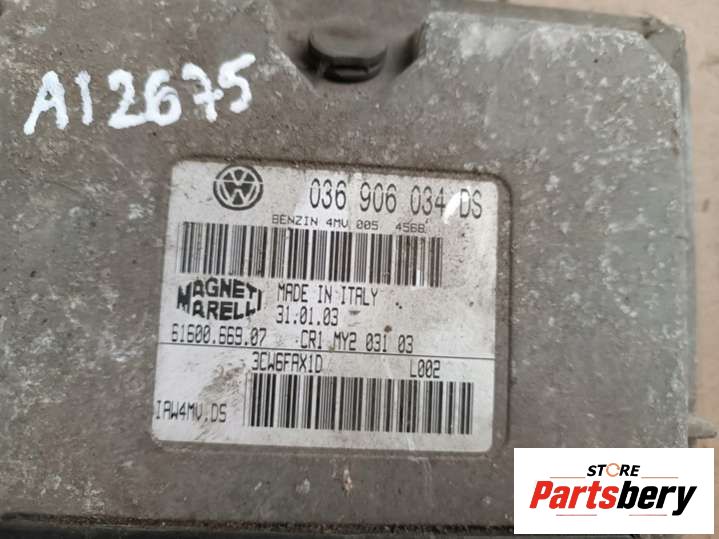 A12675
036 906 034 DS
BENZIN 4MV 005 4568
MAGNETI MARELLI
MADE IN ITALY
31.01.03
61600.669.07 CR1 MY2 031 03
3CW6FAX1D L002
IAW4MV.DS
STORE
Partsbery